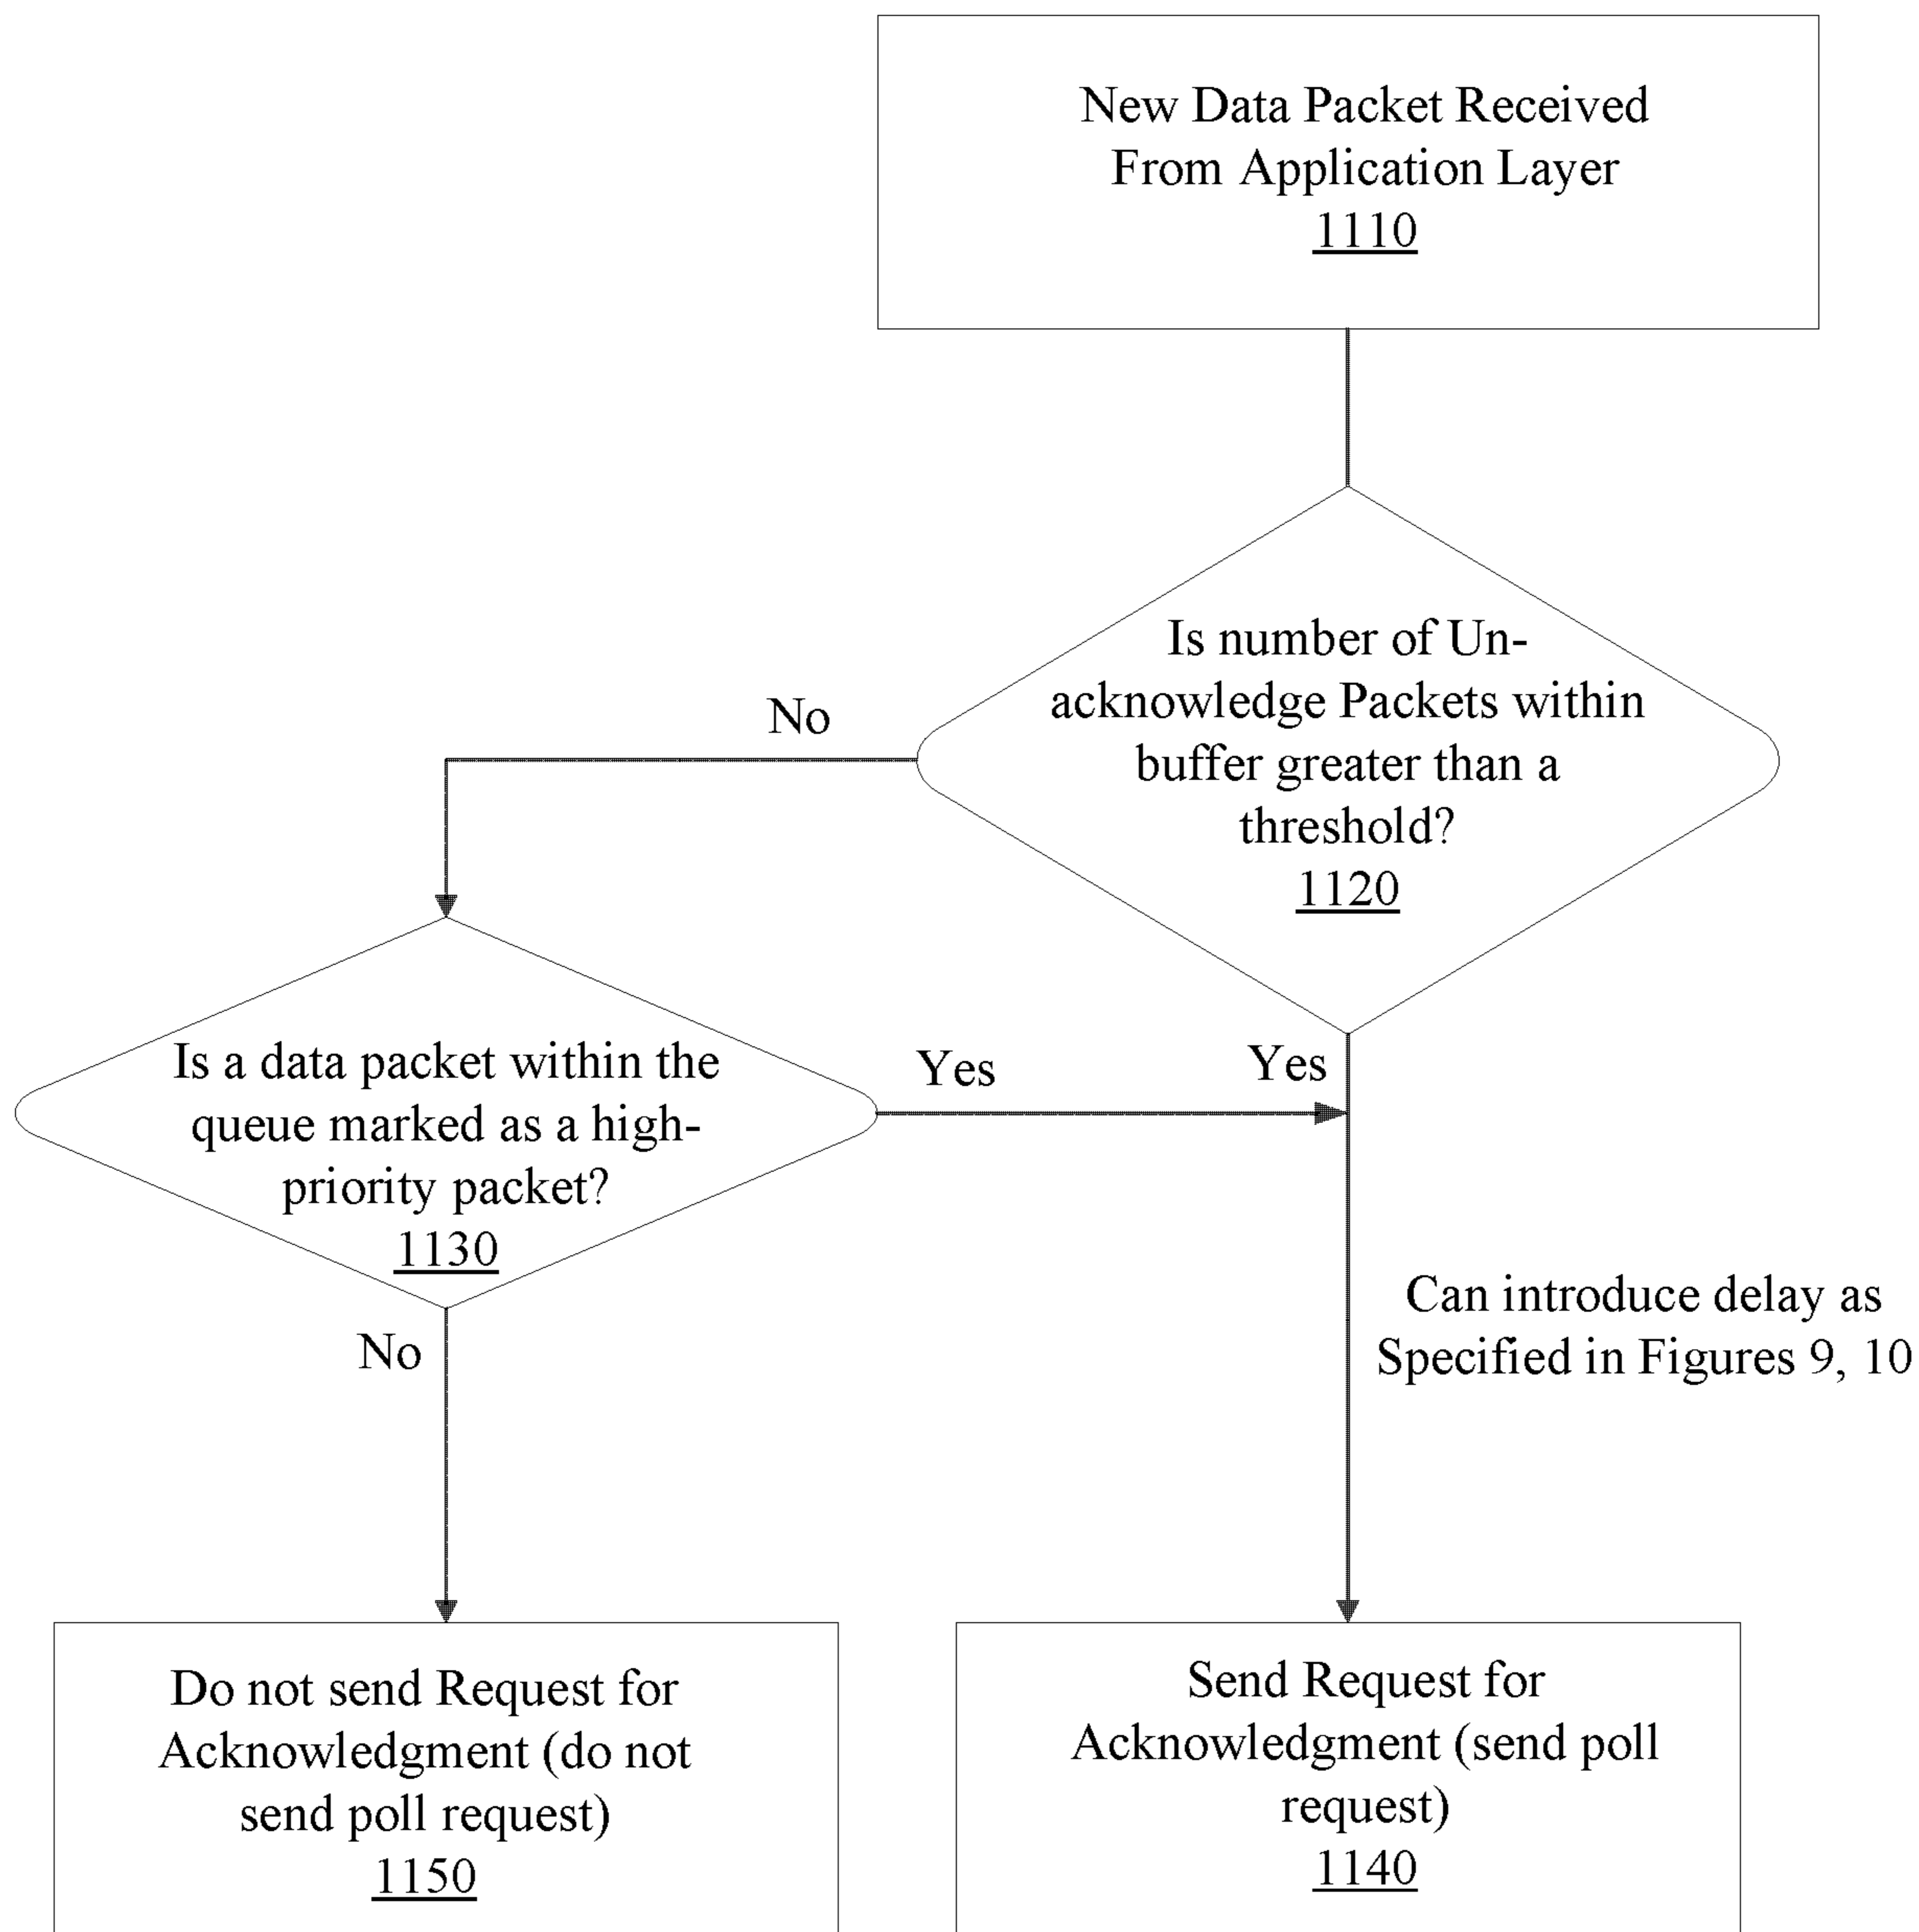 New Data Packet Received
From Application Layer
1110
Is number of Un-
acknowledge Packets within
buffer greater than a
threshold?
1120
No
Yes
Is a data packet within the
queue marked as a high-
priority packet?
1130
Yes
No
Can introduce delay as
Specified in Figures 9, 10
Do not send Request for
Acknowledgment (do not
send poll request)
1150
Send Request for
Acknowledgment (send poll
request)
1140